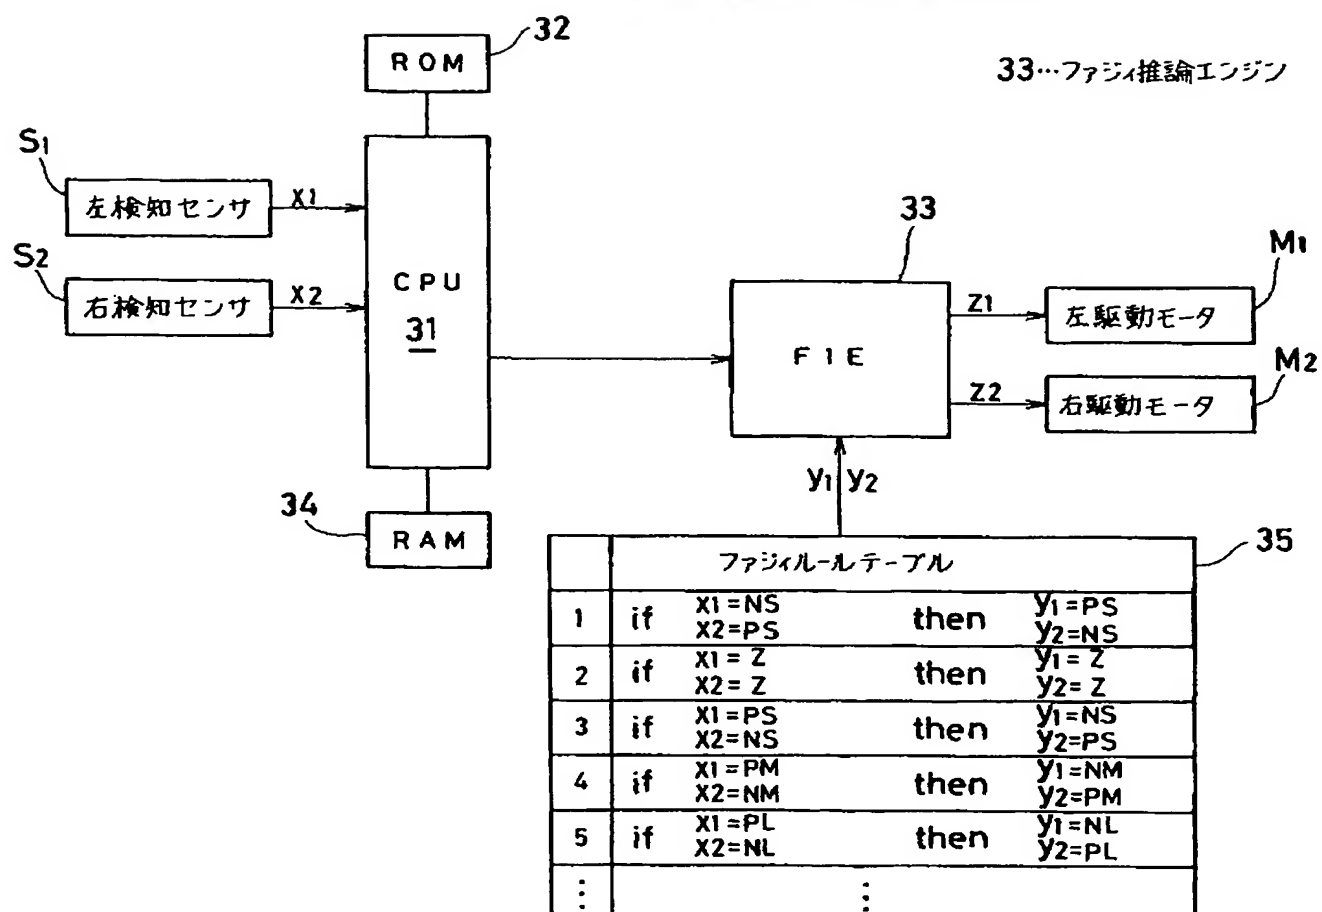 32
ROM
33…ファジィ推論エンジン
S1
左検知センサ
X1
S2
右検知センサ
X2
CPU
31
33
FIE
Z1
左駆動モータ
M1
Z2
右駆動モータ
M2
y1 y2
34
RAM
35
ファジィルールテーブル
1 if X1=NS then y1=PS
X2=PS y2=NS
2 if X1=Z then y1=Z
X2=Z y2=Z
3 if X1=PS then y1=NS
X2=NS y2=PS
4 if X1=PM then y1=NM
X2=NM y2=PM
5 if X1=PL then y1=NL
X2=NL y2=PL
⋮ ⋮